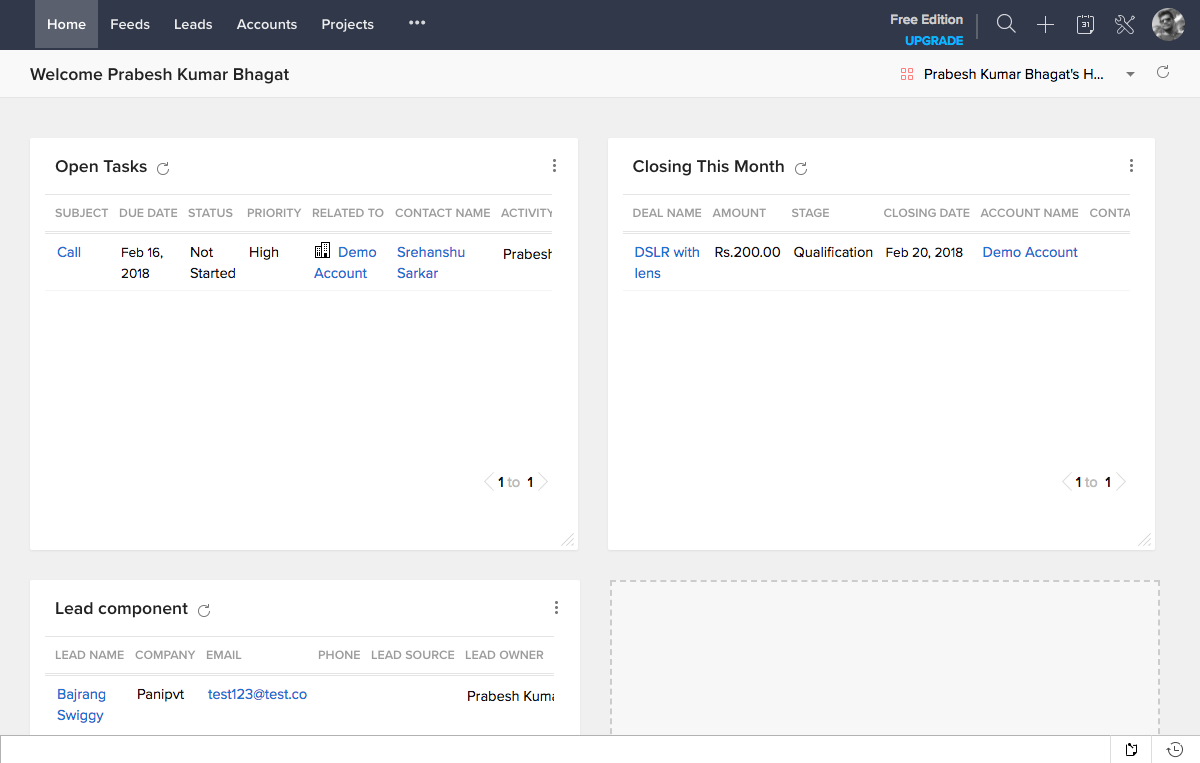 Home Feeds Leads Accounts Projects ••• Free Edition
UPGRADE
31
Welcome Prabesh Kumar Bhagat
Prabesh Kumar Bhagat's H...
Open Tasks
SUBJECT DUE DATE STATUS PRIORITY RELATED TO CONTACT NAME ACTIVITY
Call Feb 16, Not High Demo Srehanshu Prabesh
2018 Started Account Sarkar
1 to 1
Closing This Month
DEAL NAME AMOUNT STAGE CLOSING DATE ACCOUNT NAME CONTA
DSLR with Rs.200.00 Qualification Feb 20, 2018 Demo Account
lens
1 to 1
Lead component
LEAD NAME COMPANY EMAIL PHONE LEAD SOURCE LEAD OWNER
Bajrang Panipvt test123@test.co Prabesh Kuma
Swiggy